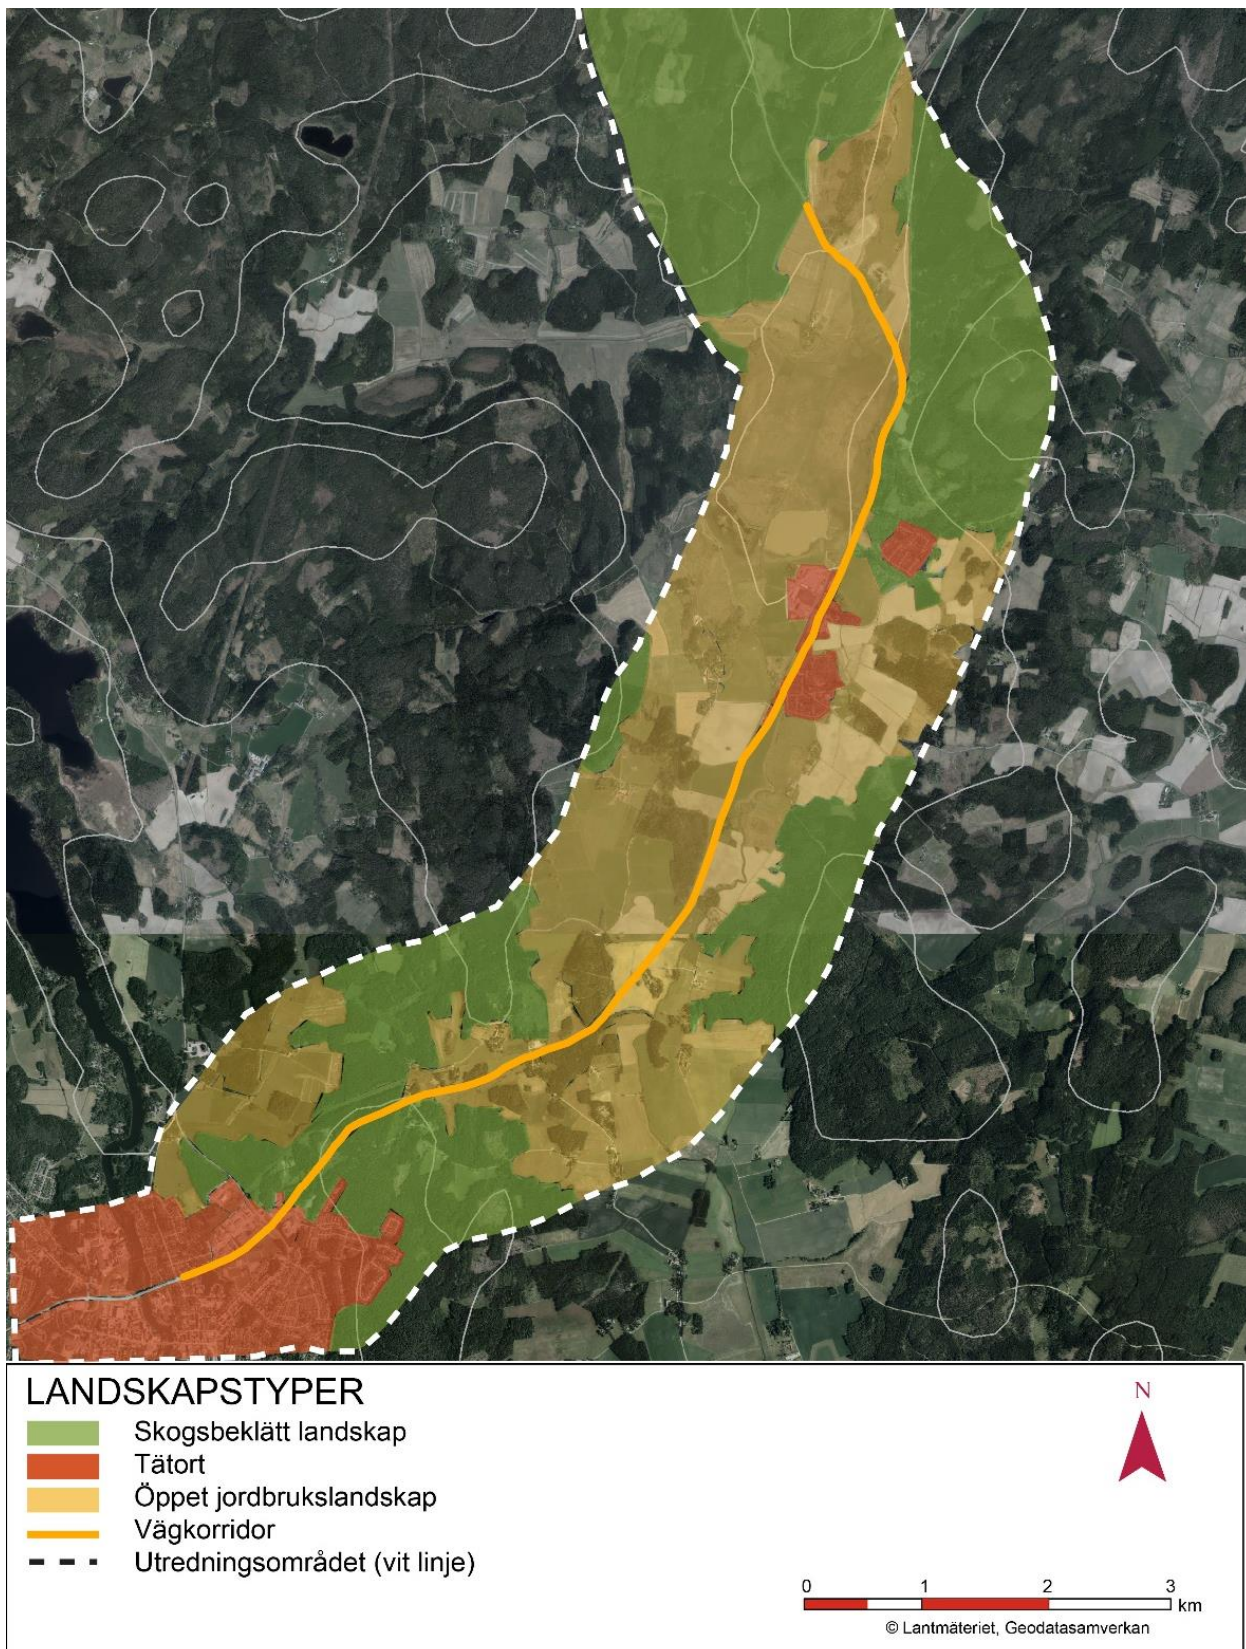 LANDSKAPSTYPER
Skogsbeklätt landskap
Tätort
Öppet jordbrukslandskap
Vägkorridor
Utredningsområdet (vit linje)
N
0 1 2 3 km
© Lantmäteriet, Geodatasamverkan